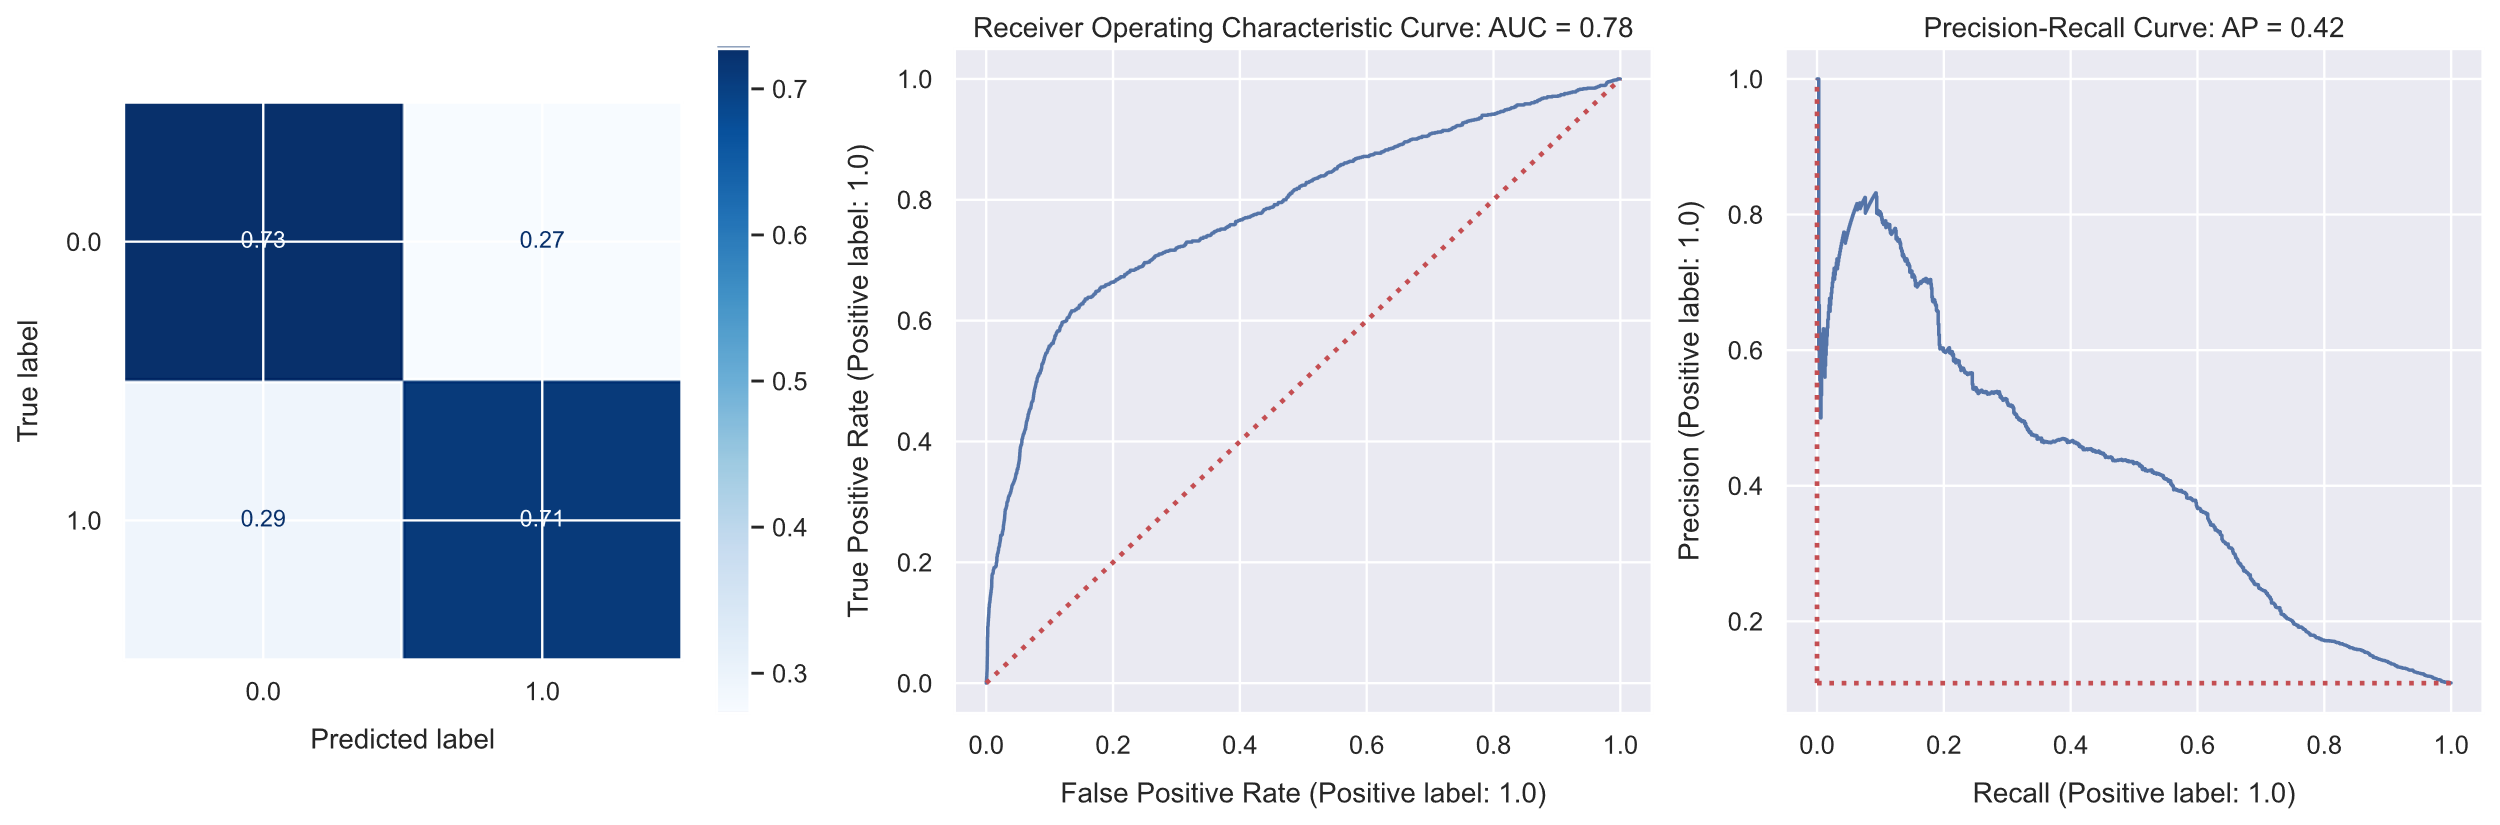 True label
0.0
1.0
0.73
0.27
0.29
0.71
0.0
1.0
Predicted label
0.7
0.6
0.5
0.4
0.3
Receiver Operating Characteristic Curve: AUC = 0.78
True Positive Rate (Positive label: 1.0)
1.0
0.8
0.6
0.4
0.2
0.0
0.0 0.2 0.4 0.6 0.8 1.0
False Positive Rate (Positive label: 1.0)
Precision-Recall Curve: AP = 0.42
Precision (Positive label: 1.0)
1.0
0.8
0.6
0.4
0.2
0.0 0.2 0.4 0.6 0.8 1.0
Recall (Positive label: 1.0)